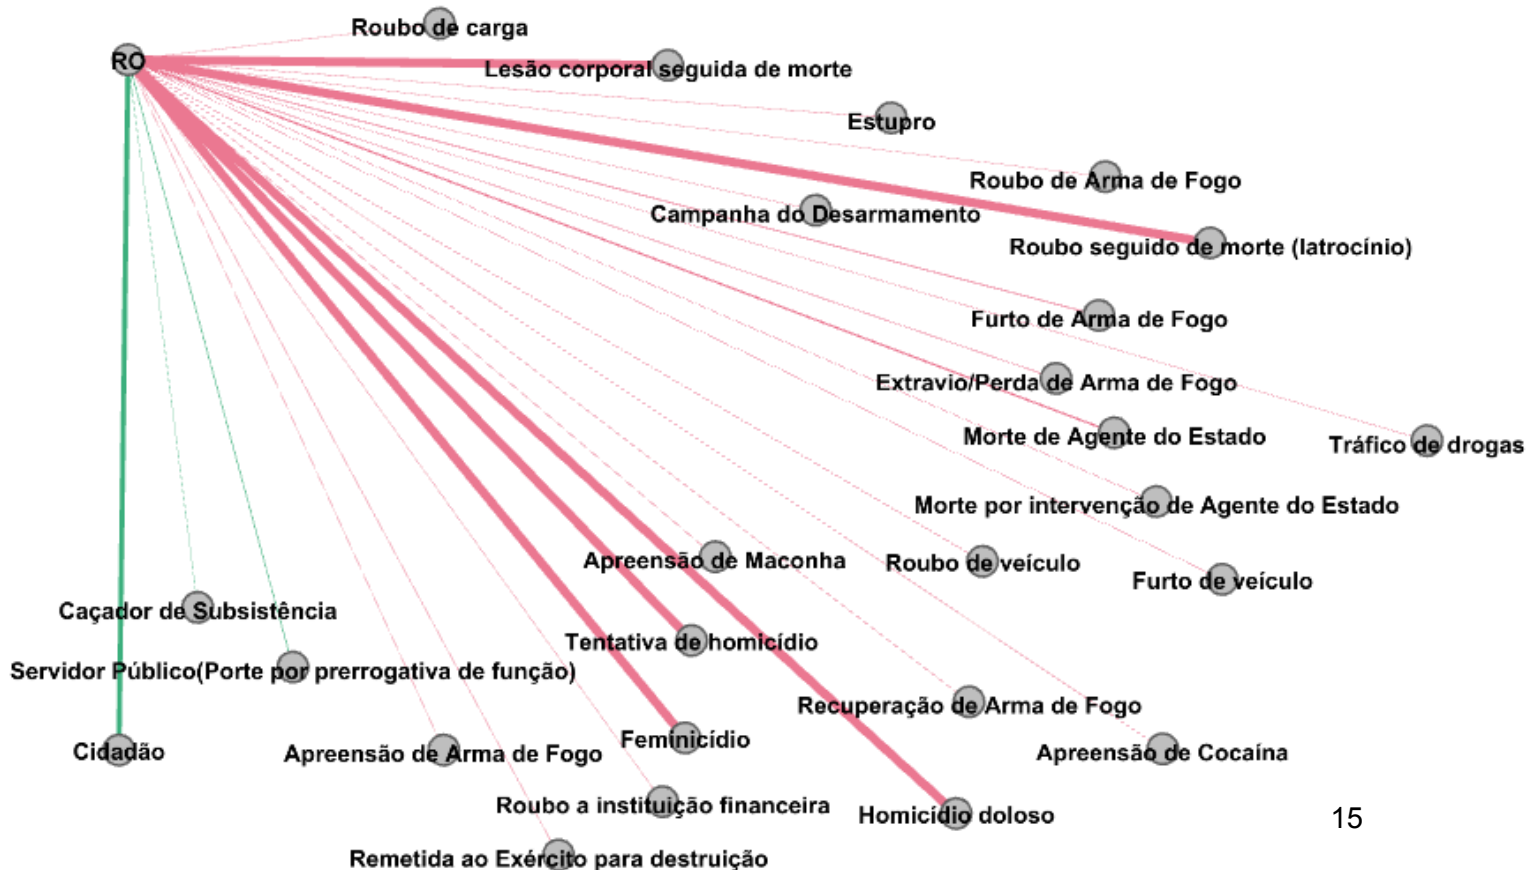 Roubo de carga
RO
Lesão corporal seguida de morte
Estupro
Roubo de Arma de Fogo
Campanha do Desarmamento
Roubo seguido de morte (latrocínio)
Furto de Arma de Fogo
Extravio/Perda de Arma de Fogo
Morte de Agente do Estado
Tráfico de drogas
Morte por intervenção de Agente do Estado
Apreensão de Maconha
Roubo de veículo
Furto de veículo
Caçador de Subsistência
Tentativa de homicídio
Servidor Público(Porte por prerrogativa de função)
Recuperação de Arma de Fogo
Feminicídio
Cidadão
Apreensão de Arma de Fogo
Apreensão de Cocaína
Roubo a instituição financeira
Homicídio doloso
15
Remetida ao Exército para destruição